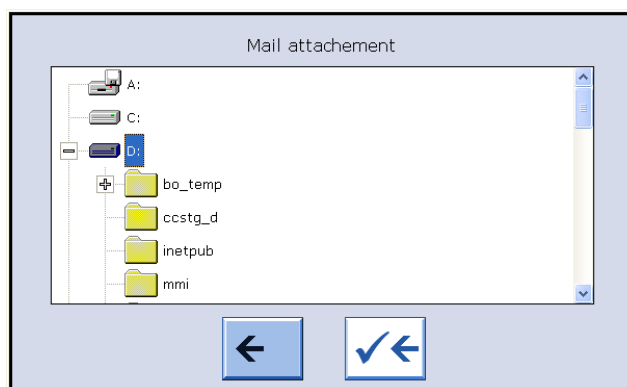 Mail attachement
A:
C:
D:
bo_temp
ccstg_d
inetpub
mmi